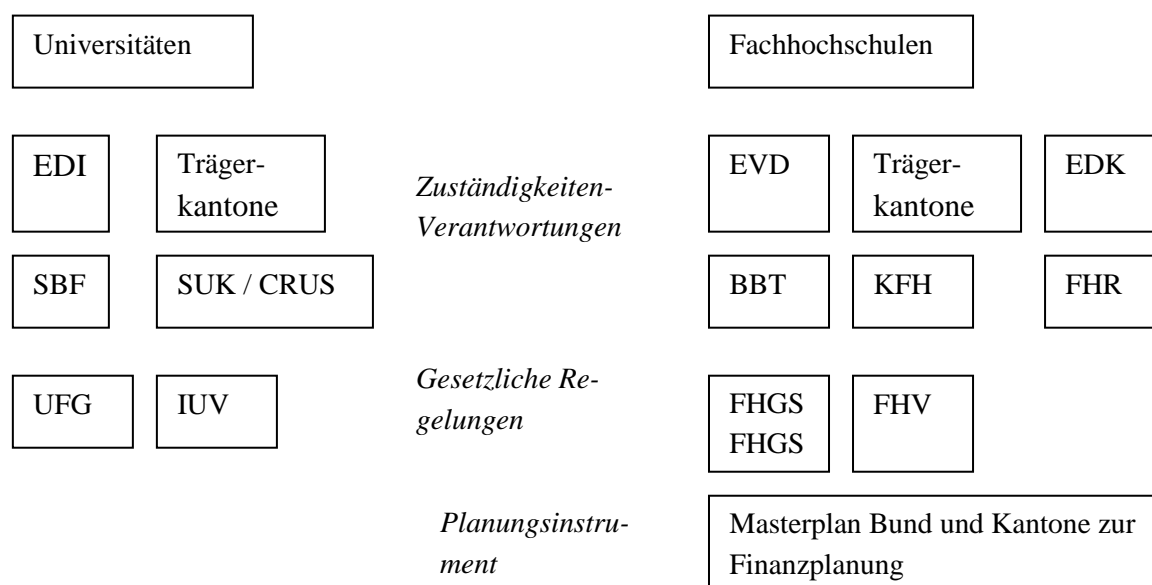 Universitäten
Fachhochschulen
EDI
Träger-
kantone
Zuständigkeiten-
Verantwortungen
EVD
Träger-
kantone
EDK
SBF
SUK / CRUS
BBT
KFH
FHR
UFG
IUV
Gesetzliche Re-
gelungen
FHGS
FHGS
FHV
Planungsinstru-
ment
Masterplan Bund und Kantone zur
Finanzplanung